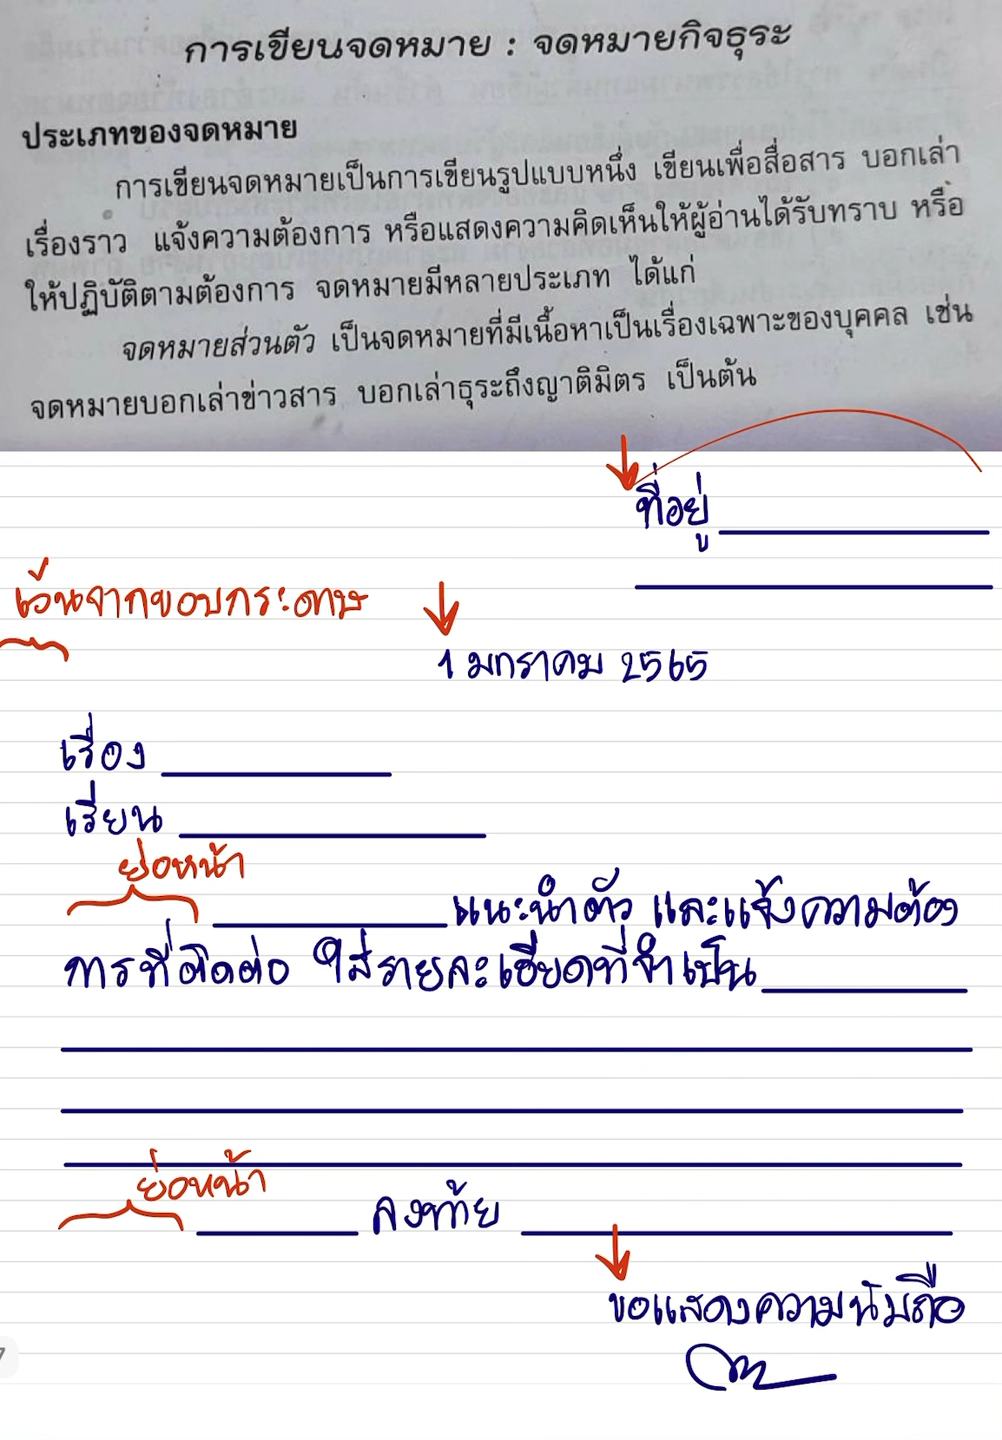 การเขียนจดหมาย : จดหมายกิจธุระ
ประเภทของจดหมาย
การเขียนจดหมายเป็นการเขียนรูปแบบหนึ่ง เขียนเพื่อสื่อสาร บอกเล่า
เรื่องราว แจ้งความต้องการ หรือแสดงความคิดเห็นให้ผู้อ่านได้รับทราบ หรือ
ให้ปฏิบัติตามต้องการ จดหมายมีหลายประเภท ได้แก่
จดหมายส่วนตัว เป็นจดหมายที่มีเนื้อหาเป็นเรื่องเฉพาะของบุคคล เช่น
จดหมายบอกเล่าข่าวสาร บอกเล่าธุระถึงญาติมิตร เป็นต้น
ที่อยู่
เว้นจากขอบกระดาษ
1 มกราคม 2565
เรื่อง
เรียน
ย่อหน้า
แนะนำตัว และแจ้งความต้อง
การที่ติดต่อ ใส่รายละเอียดที่จำเป็น
ย่อหน้า
ลงท้าย
ขอแสดงความนับถือ
7